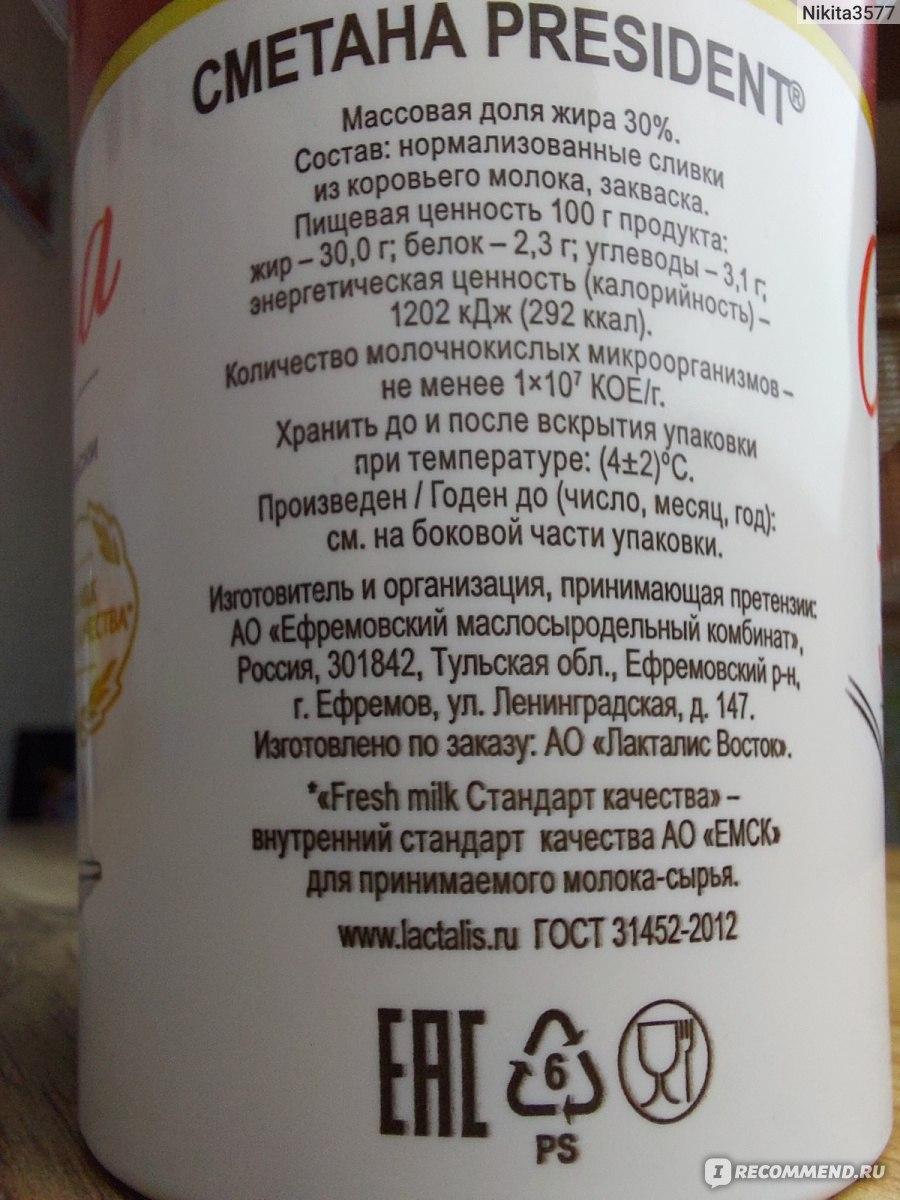 Nikita3577
СМЕТАНА PRESIDENT®
Массовая доля жира 30%.
Состав: нормализованные сливки
из коровьего молока, закваска.
Пищевая ценность 100 г продукта:
жир – 30,0 г; белок – 2,3 г; углеводы – 3,1 г;
энергетическая ценность (калорийность) –
1202 кДж (292 ккал).
Количество молочнокислых микроорганизмов –
не менее 1×10⁷ КОЕ/г.
Хранить до и после вскрытия упаковки
при температуре: (4±2)°С.
Произведен / Годен до (число, месяц, год):
см. на боковой части упаковки.
Изготовитель и организация, принимающая претензии:
АО «Ефремовский маслосыродельный комбинат»,
Россия, 301842, Тульская обл., Ефремовский р-н,
г. Ефремов, ул. Ленинградская, д. 147.
Изготовлено по заказу: АО «Лакталис Восток».
*«Fresh milk Стандарт качества» –
внутренний стандарт качества АО «ЕМСК»
для принимаемого молока-сырья.
www.lactalis.ru ГОСТ 31452-2012
ЕАС
6
PS
IRECOMMEND.RU